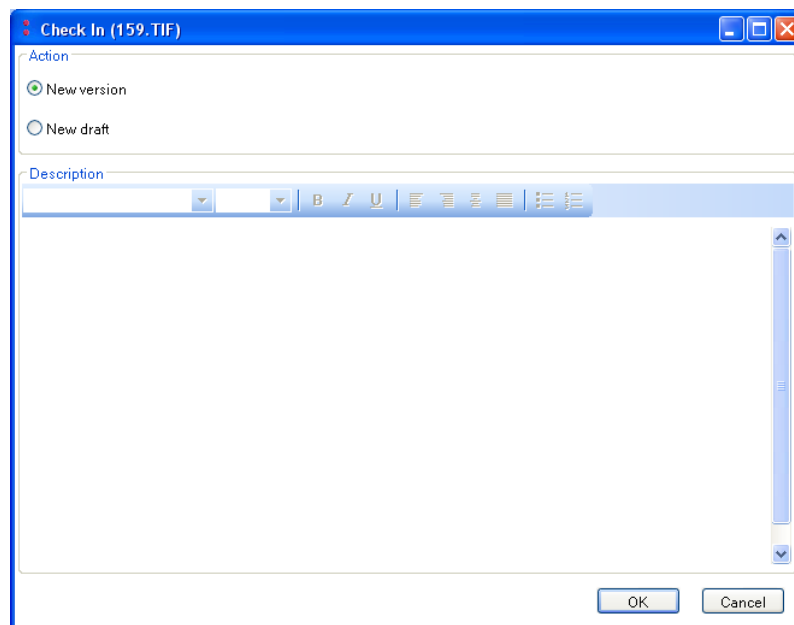 Check In (159.TIF)
Action
New version
New draft
Description
B I U
OK Cancel